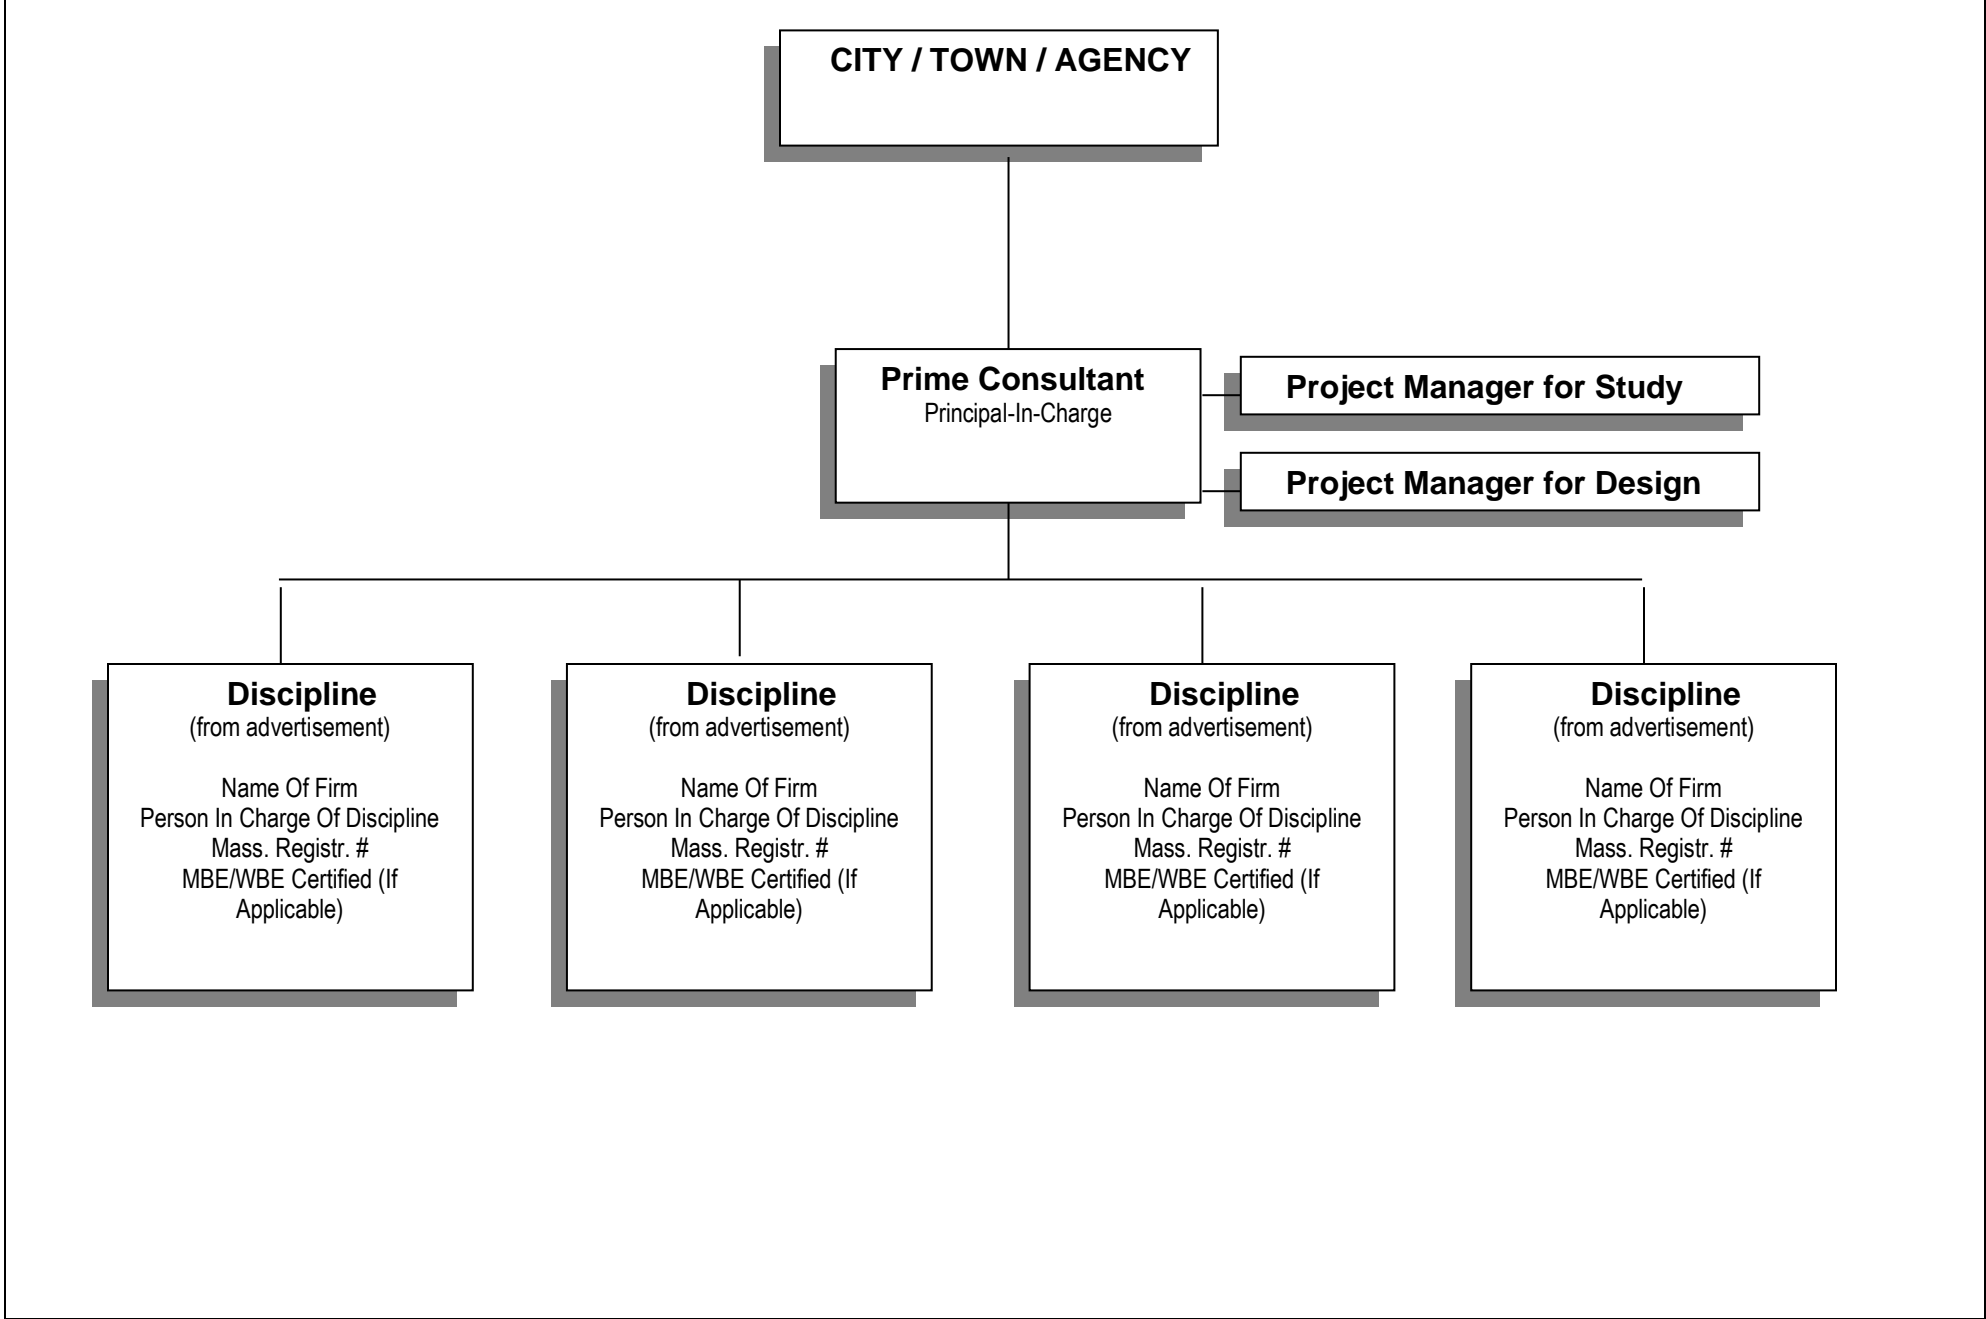 CITY / TOWN / AGENCY
Prime Consultant
Principal-In-Charge
Project Manager for Study
Project Manager for Design
Discipline
(from advertisement)
Name Of Firm
Person In Charge Of Discipline
Mass. Registr. #
MBE/WBE Certified (If
Applicable)
Discipline
(from advertisement)
Name Of Firm
Person In Charge Of Discipline
Mass. Registr. #
MBE/WBE Certified (If
Applicable)
Discipline
(from advertisement)
Name Of Firm
Person In Charge Of Discipline
Mass. Registr. #
MBE/WBE Certified (If
Applicable)
Discipline
(from advertisement)
Name Of Firm
Person In Charge Of Discipline
Mass. Registr. #
MBE/WBE Certified (If
Applicable)